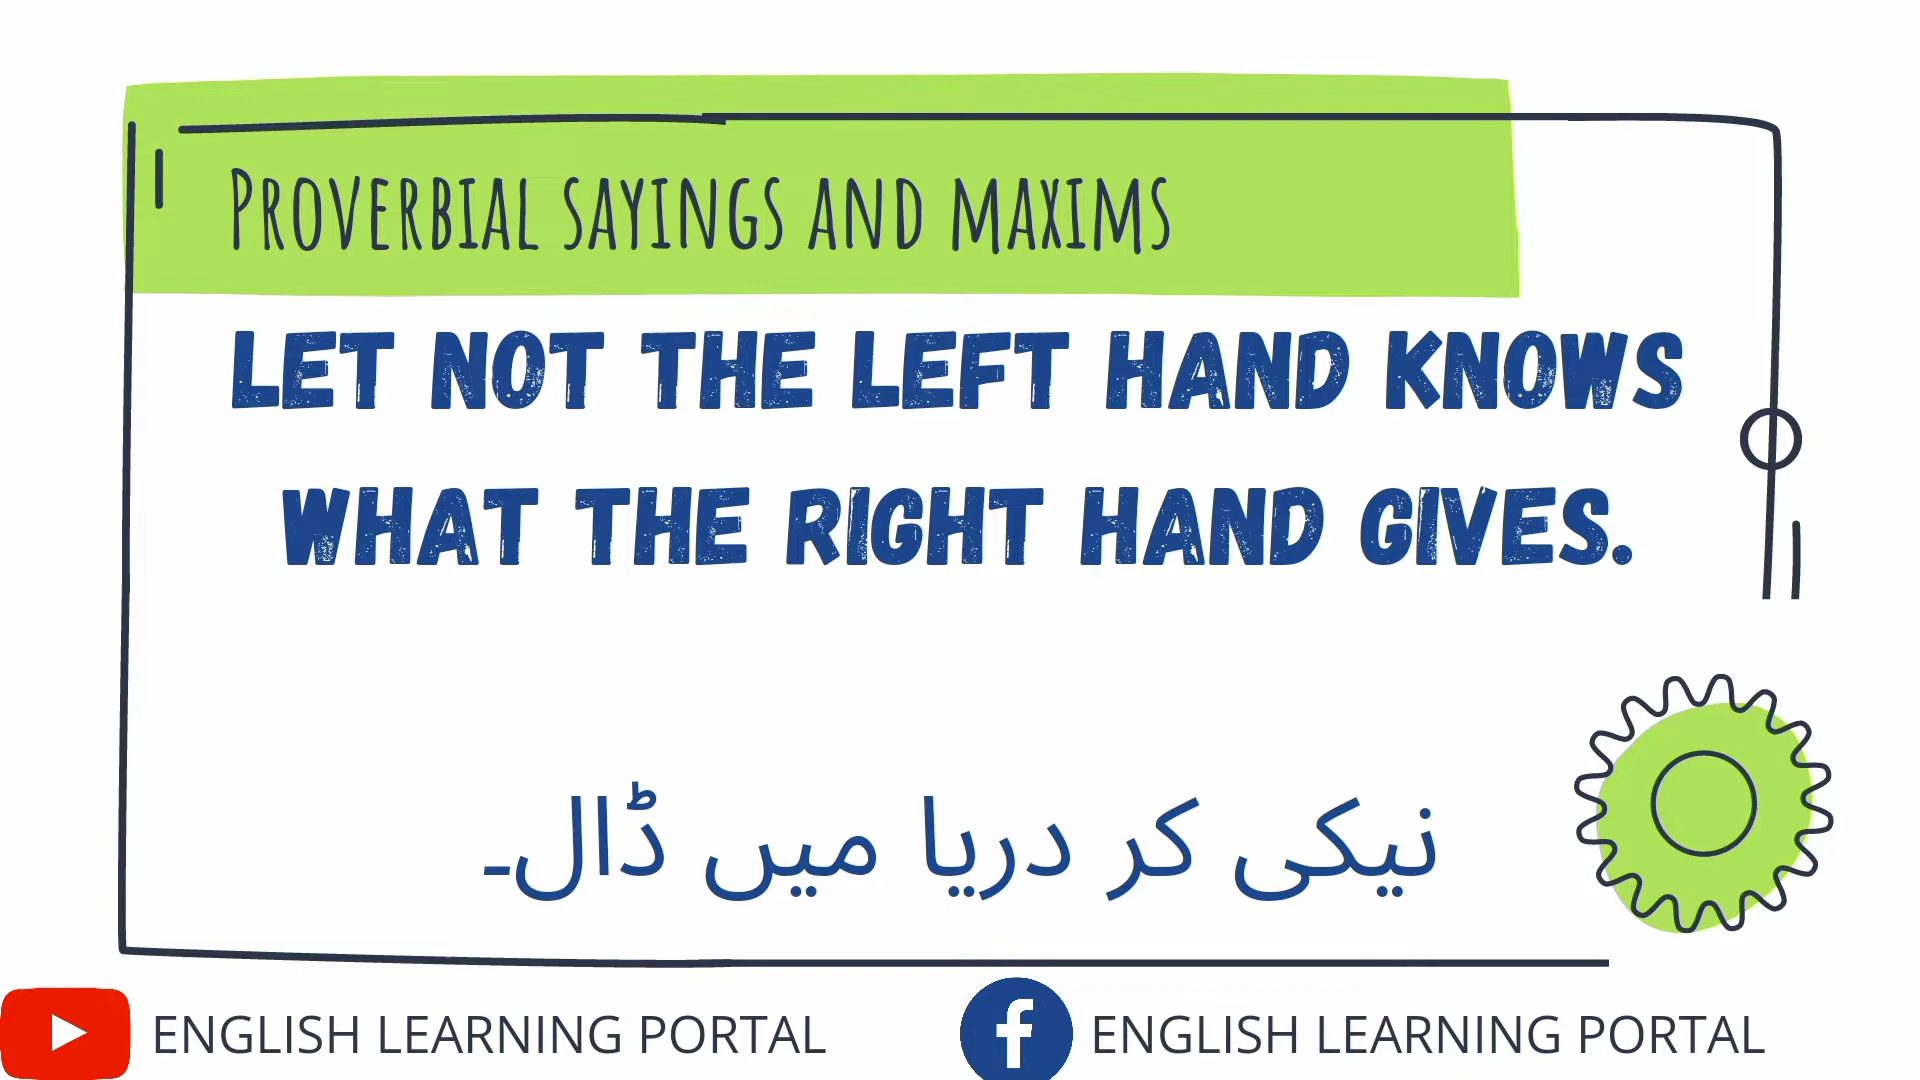 Proverbial sayings and maxims
LET NOT THE LEFT HAND KNOWS
WHAT THE RIGHT HAND GIVES.
نیکی کر دریا میں ڈال۔
ENGLISH LEARNING PORTAL
ENGLISH LEARNING PORTAL